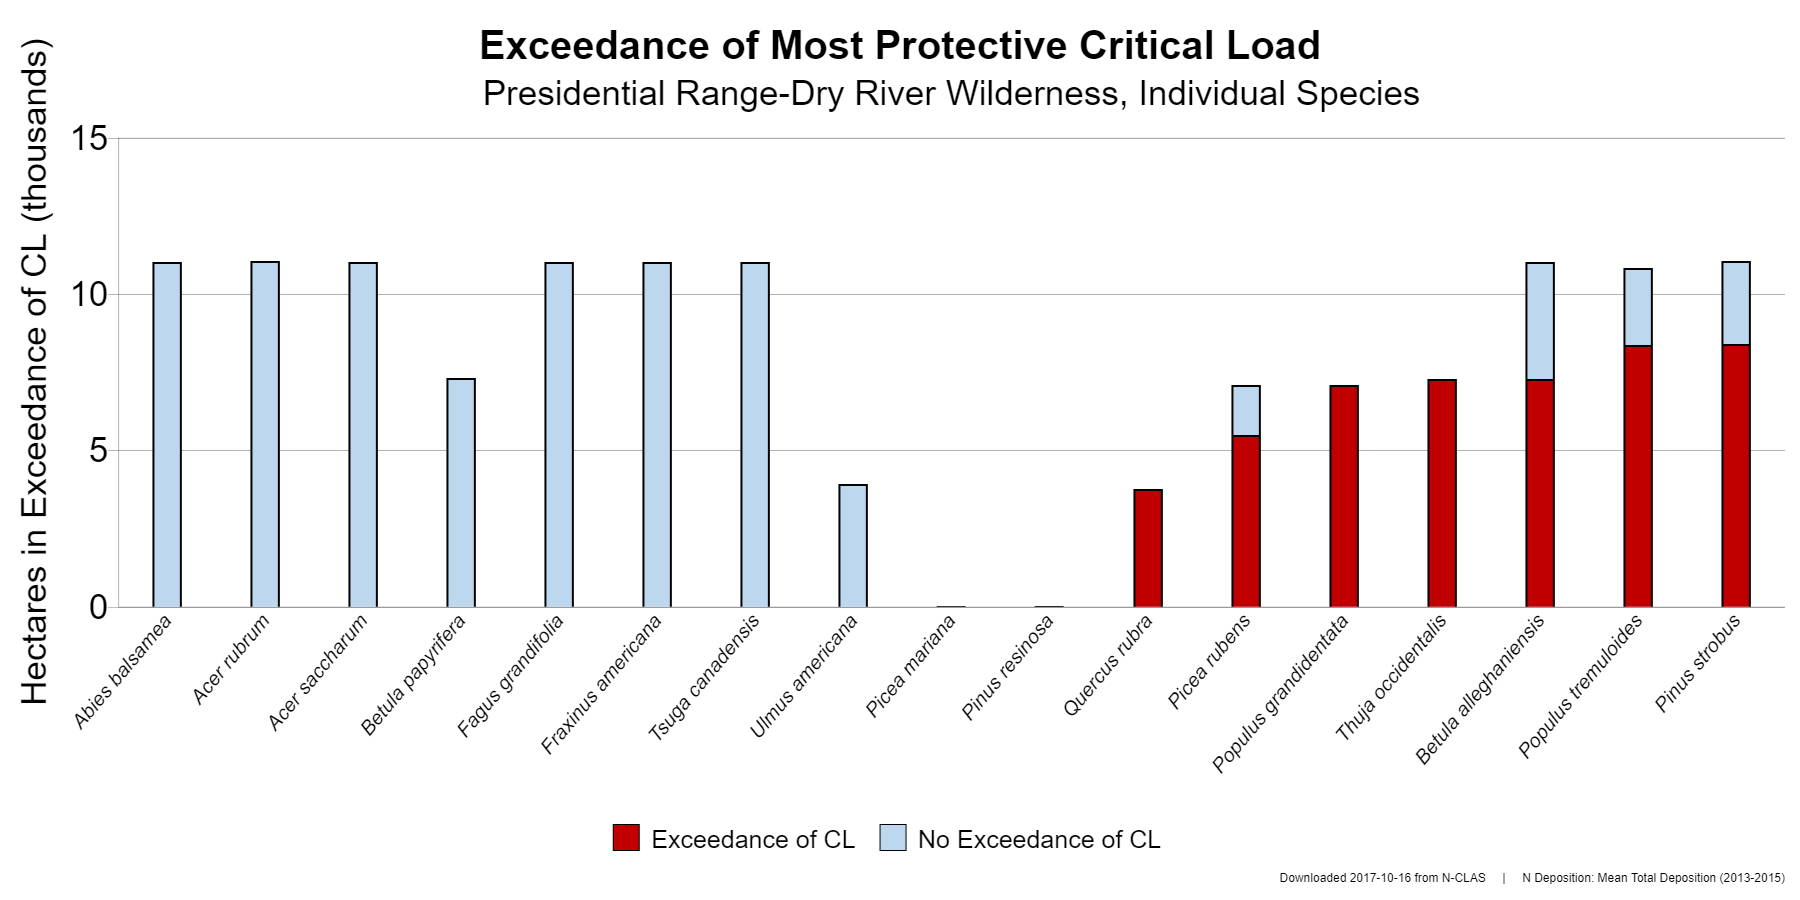 Exceedance of Most Protective Critical Load
Presidential Range-Dry River Wilderness, Individual Species
Hectares in Exceedance of CL (thousands)
15
10
5
0
Abies balsamea
Acer rubrum
Acer saccharum
Betula papyrifera
Fagus grandifolia
Fraxinus americana
Tsuga canadensis
Ulmus americana
Picea mariana
Pinus resinosa
Quercus rubra
Picea rubens
Populus grandidentata
Thuja occidentalis
Betula alleghaniensis
Populus tremuloides
Pinus strobus
Exceedance of CL
No Exceedance of CL
Downloaded 2017-10-16 from N-CLAS | N Deposition: Mean Total Deposition (2013-2015)